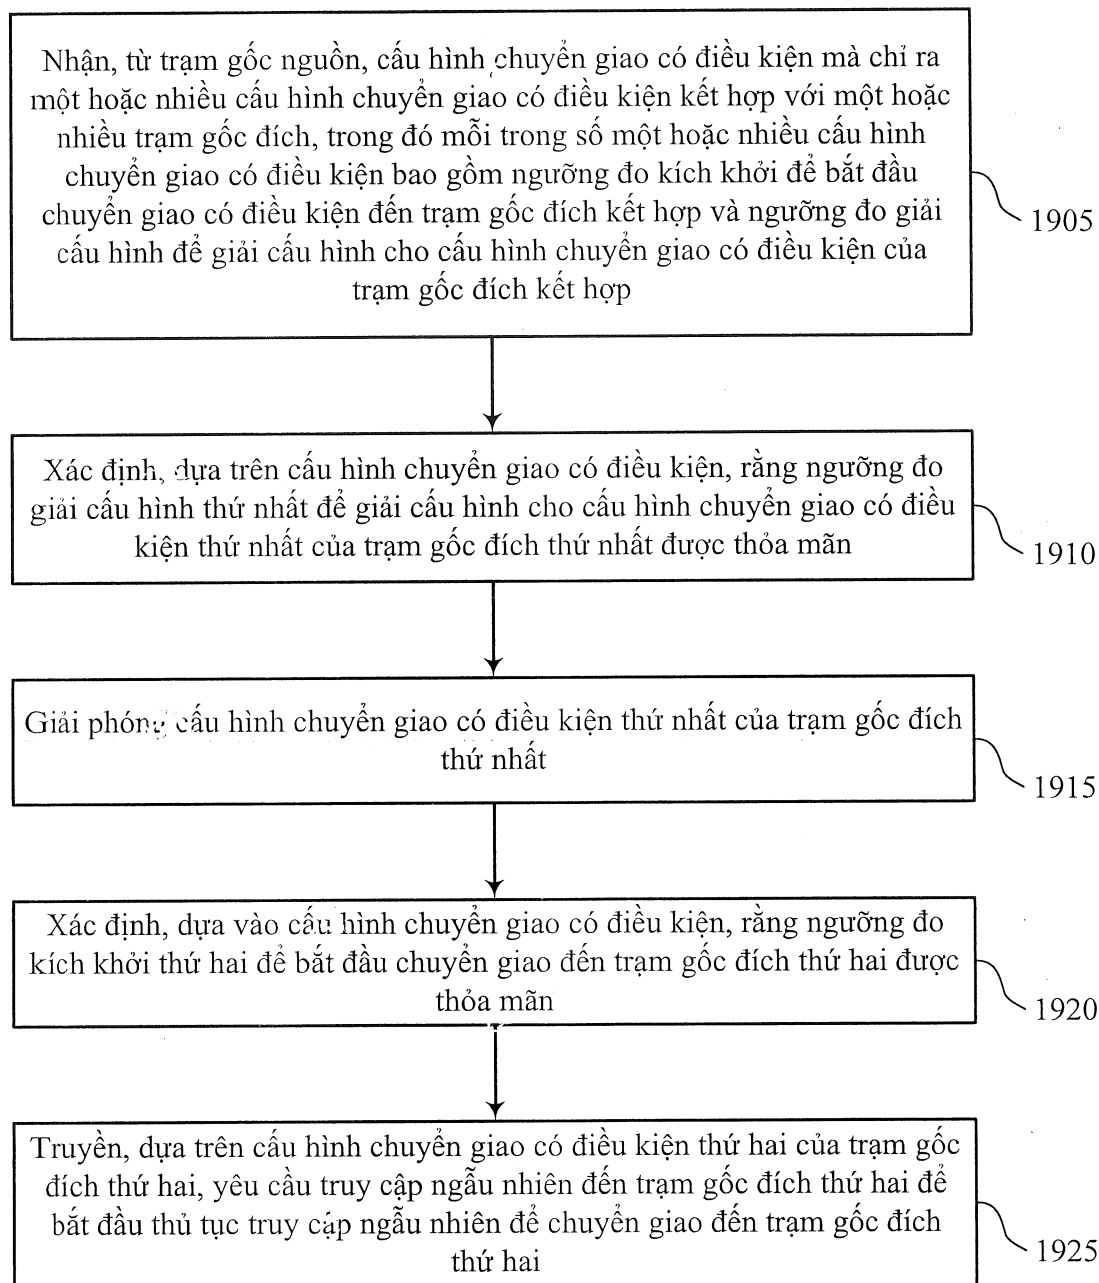 Nhận, từ trạm gốc nguồn, cấu hình chuyển giao có điều kiện mà chỉ ra
một hoặc nhiều cấu hình chuyển giao có điều kiện kết hợp với một hoặc
nhiều trạm gốc đích, trong đó mỗi trong số một hoặc nhiều cấu hình
chuyển giao có điều kiện bao gồm ngưỡng đo kích khởi để bắt đầu
chuyển giao có điều kiện đến trạm gốc đích kết hợp và ngưỡng đo giải
cấu hình để giải cấu hình cho cấu hình chuyển giao có điều kiện của
trạm gốc đích kết hợp
1905
Xác định, dựa trên cấu hình chuyển giao có điều kiện, rằng ngưỡng đo
giải cấu hình thứ nhất để giải cấu hình cho cấu hình chuyển giao có điều
kiện thứ nhất của trạm gốc đích thứ nhất được thỏa mãn
1910
Giải phóng cấu hình chuyển giao có điều kiện thứ nhất của trạm gốc đích
thứ nhất
1915
Xác định, dựa vào cấu hình chuyển giao có điều kiện, rằng ngưỡng đo
kích khởi thứ hai để bắt đầu chuyển giao đến trạm gốc đích thứ hai được
thỏa mãn
1920
Truyền, dựa trên cấu hình chuyển giao có điều kiện thứ hai của trạm gốc
đích thứ hai, yêu cầu truy cập ngẫu nhiên đến trạm gốc đích thứ hai để
bắt đầu thủ tục truy cập ngẫu nhiên để chuyển giao đến trạm gốc đích
thứ hai
1925